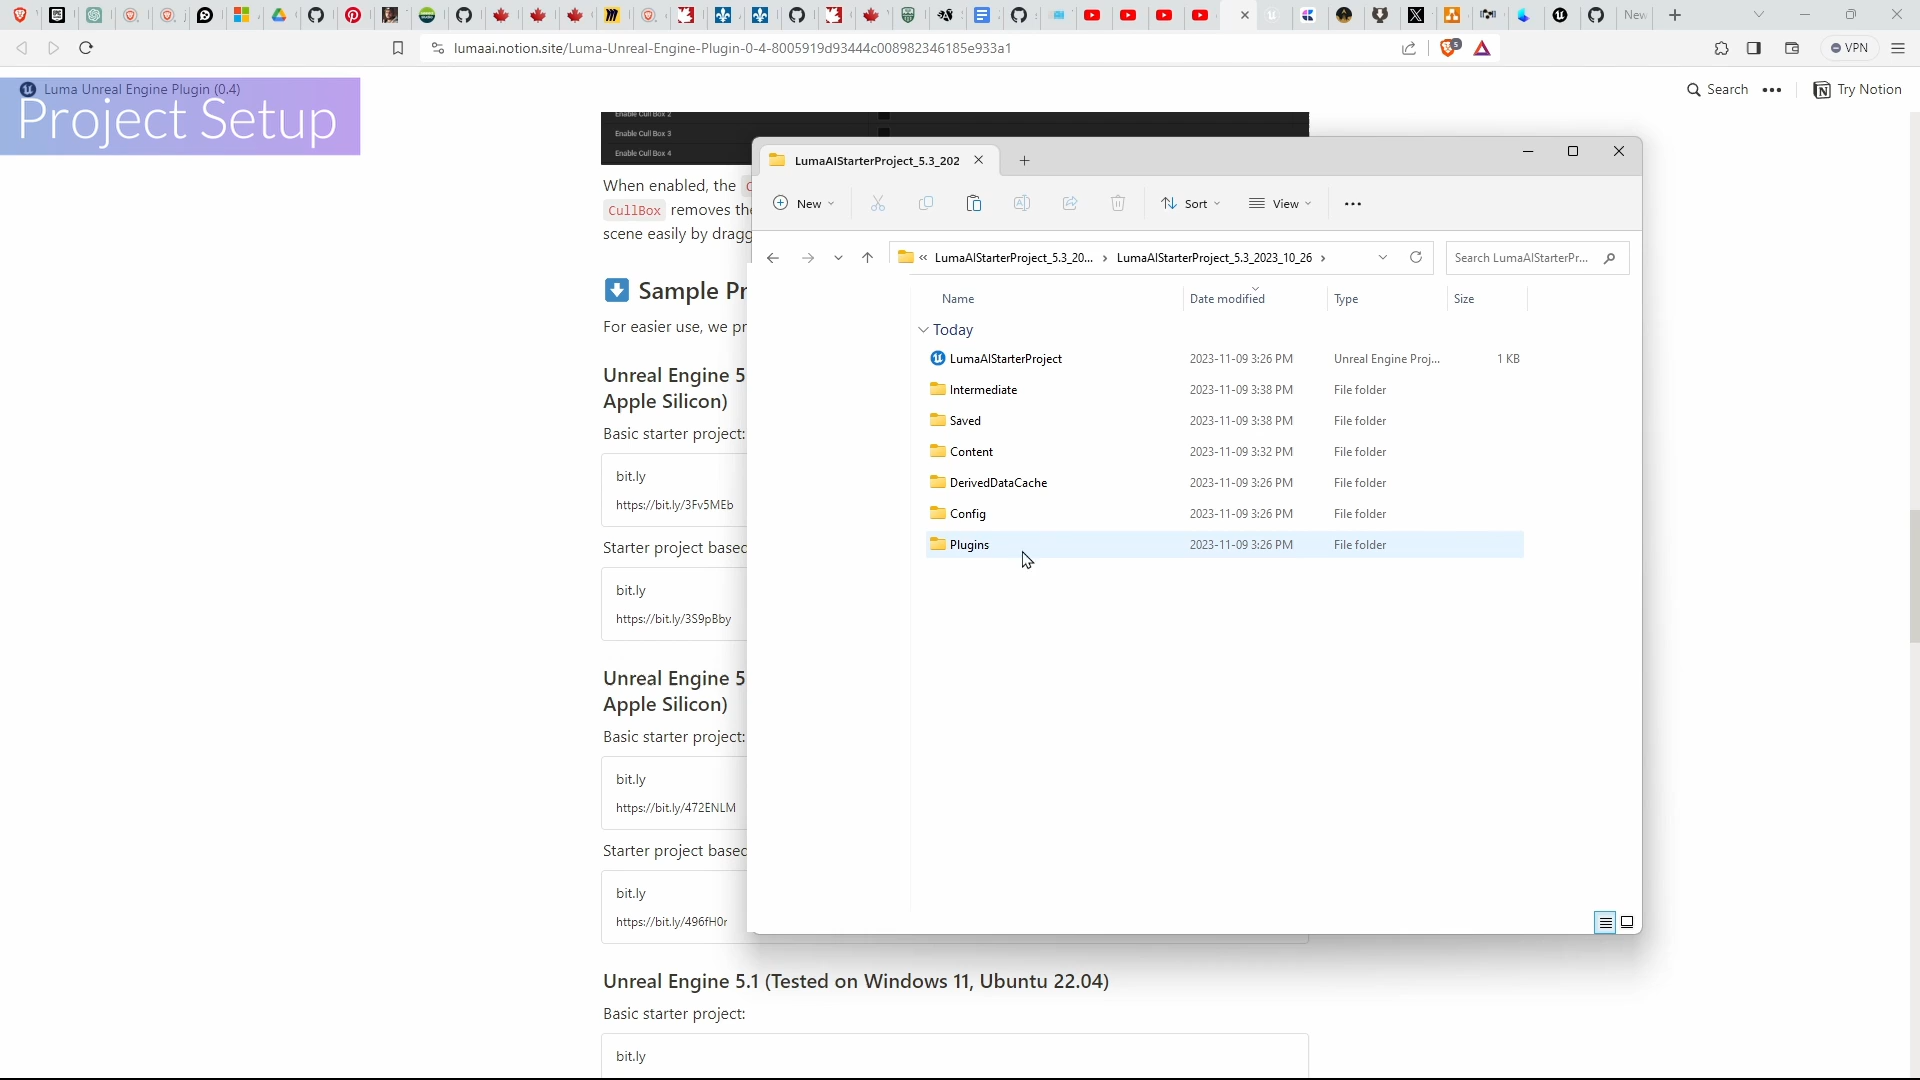 New
lumaai.notion.site/Luma-Unreal-Engine-Plugin-0-4-8005919d93444c008982346185e933a1
5
VPN
Luma Unreal Engine Plugin (0.4)
Project Setup
Search
Try Notion
Enable Cull Box 2
Enable Cull Box 3
Enable Cull Box 4
When enabled, the
CullBox removes the
scene easily by dragg
Sample Pr
For easier use, we pr
Unreal Engine 5
Apple Silicon)
Basic starter project:
bit.ly
https://bit.ly/3Fv5MEb
Starter project based
bit.ly
https://bit.ly/3S9pBby
Unreal Engine 5
Apple Silicon)
Basic starter project:
bit.ly
https://bit.ly/472ENLM
Starter project based
bit.ly
https://bit.ly/496fH0r
Unreal Engine 5.1 (Tested on Windows 11, Ubuntu 22.04)
Basic starter project:
bit.ly
LumaAIStarterProject_5.3_202
New
Sort
View
« LumaAIStarterProject_5.3_20... › LumaAIStarterProject_5.3_2023_10_26 ›
Search LumaAIStarterPr...
Name Date modified Type Size
Today
LumaAIStarterProject 2023-11-09 3:26 PM Unreal Engine Proj... 1 KB
Intermediate 2023-11-09 3:38 PM File folder
Saved 2023-11-09 3:38 PM File folder
Content 2023-11-09 3:32 PM File folder
DerivedDataCache 2023-11-09 3:26 PM File folder
Config 2023-11-09 3:26 PM File folder
Plugins 2023-11-09 3:26 PM File folder